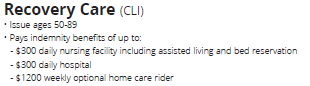 Recovery Care (CLI)
• Issue ages 50-89
• Pays indemnity benefits of up to:
- $300 daily nursing facility including assisted living and bed reservation
- $300 daily hospital
- $1200 weekly optional home care rider